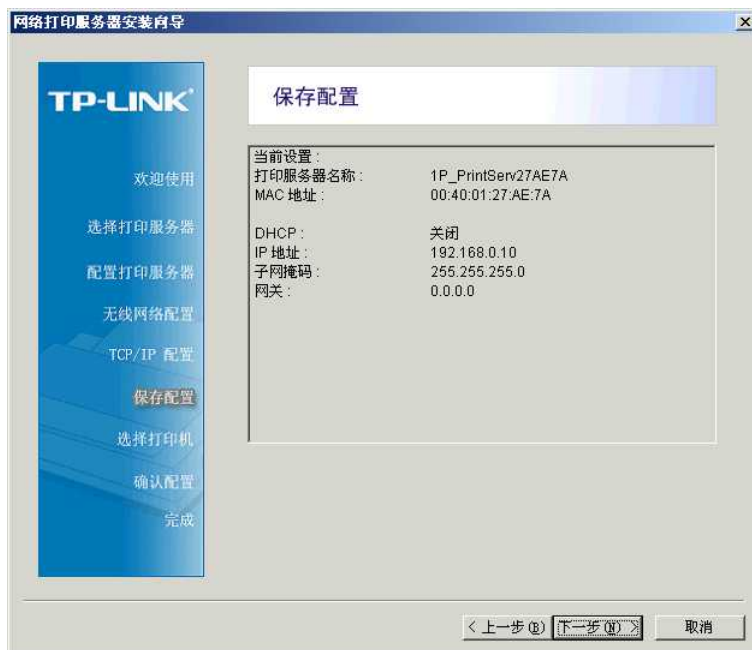 网络打印服务器安装向导
TP-LINK
欢迎使用
选择打印服务器
配置打印服务器
无线网络配置
TCP/IP 配置
保存配置
选择打印机
确认配置
完成
保存配置
当前设置：
打印服务器名称： 1P_PrintServ27AE7A
MAC 地址： 00:40:01:27:AE:7A
DHCP： 关闭
IP 地址： 192.168.0.10
子网掩码： 255.255.255.0
网关： 0.0.0.0
< 上一步(B) 下一步(N) > 取消